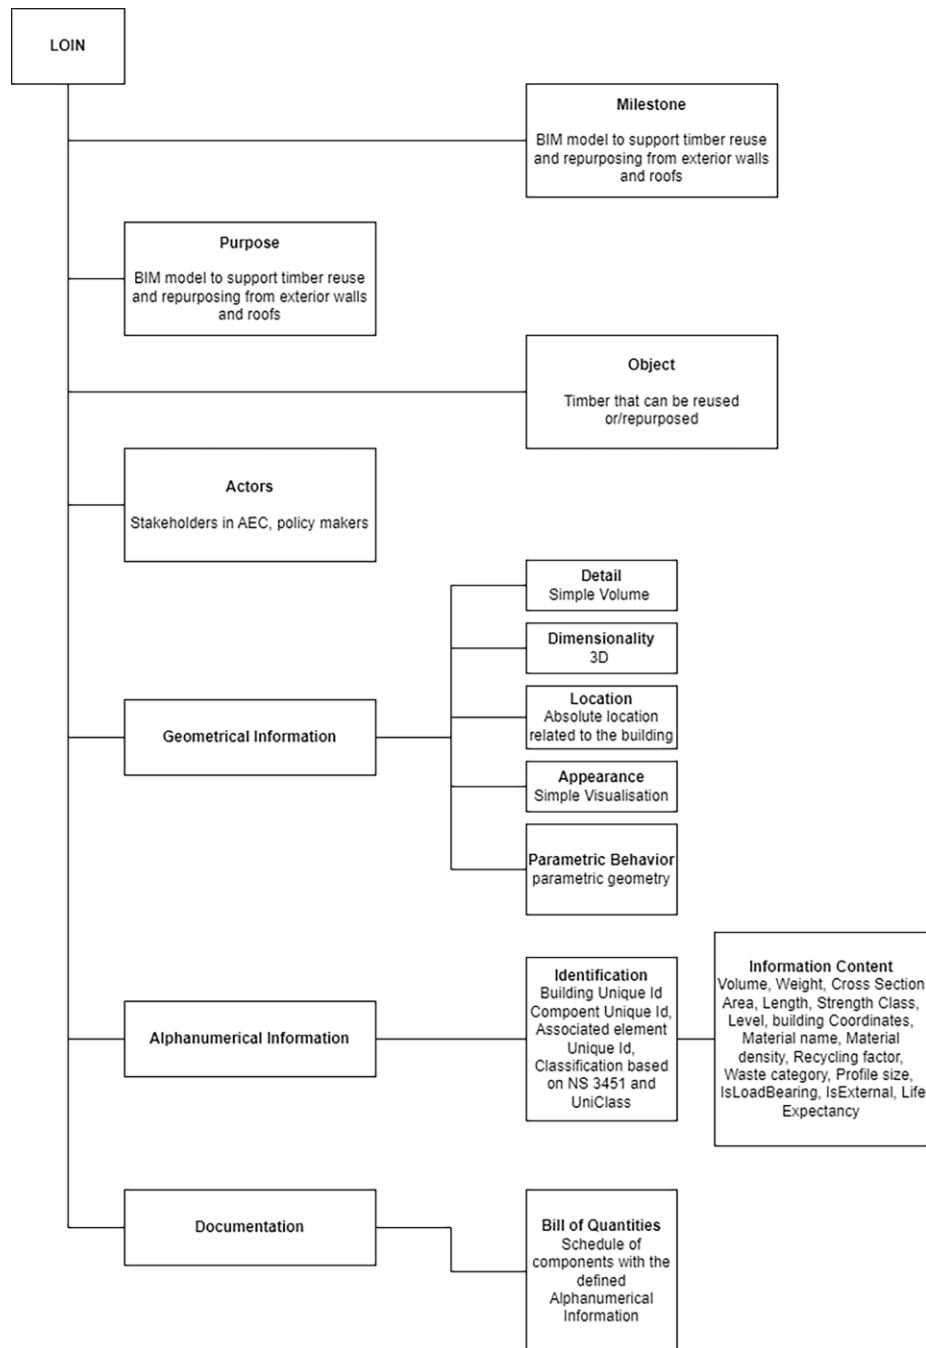 LOIN
Milestone
BIM model to support timber reuse
and repurposing from exterior walls
and roofs
Purpose
BIM model to support timber reuse
and repurposing from exterior walls
and roofs
Object
Timber that can be reused
or/repurposed
Actors
Stakeholders in AEC, policy makers
Geometrical Information
Detail
Simple Volume
Dimensionality
3D
Location
Absolute location
related to the building
Appearance
Simple Visualisation
Parametric Behavior
parametric geometry
Alphanumerical Information
Identification
Building Unique Id
Compoent Unique Id,
Associated element
Unique Id,
Classification based
on NS 3451 and
UniClass
Information Content
Volume, Weight, Cross Section
Area, Length, Strength Class,
Level, building Coordinates,
Material name, Material
density, Recycling factor,
Waste category, Profile size,
IsLoadBearing, IsExternal, Life
Expectancy
Documentation
Bill of Quantities
Schedule of
components with the
defined
Alphanumerical
Information